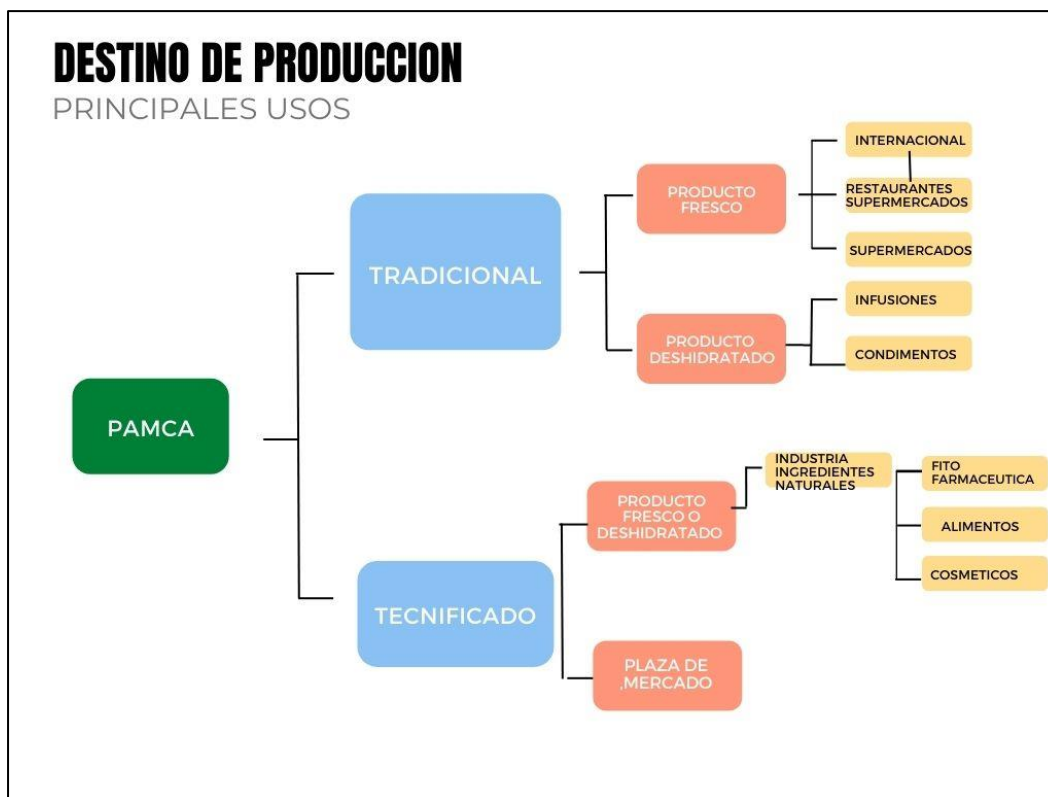 DESTINO DE PRODUCCION
PRINCIPALES USOS
PAMCA
TRADICIONAL
PRODUCTO
FRESCO
INTERNACIONAL
RESTAURANTES
SUPERMERCADOS
SUPERMERCADOS
PRODUCTO
DESHIDRATADO
INFUSIONES
CONDIMENTOS
TECNIFICADO
PRODUCTO
FRESCO O
DESHIDRATADO
INDUSTRIA
INGREDIENTES
NATURALES
FITO
FARMACEUTICA
ALIMENTOS
COSMETICOS
PLAZA DE
,MERCADO